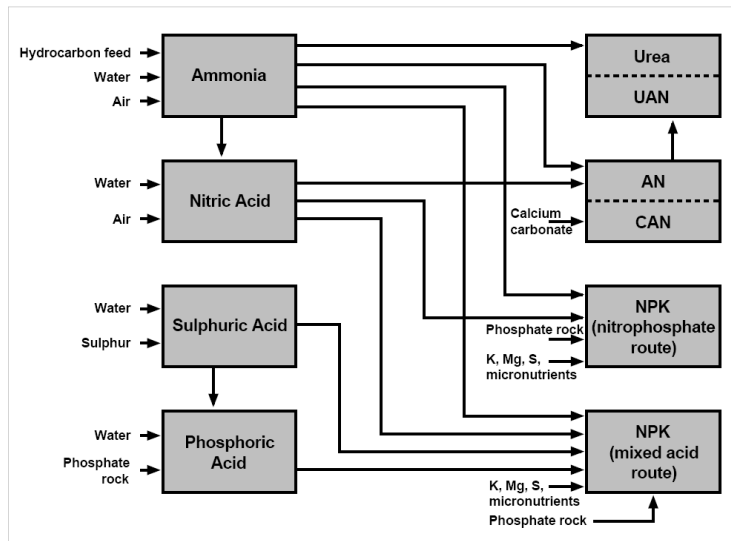 Hydrocarbon feed
Water
Air
Ammonia
Urea
UAN
Water
Air
Nitric Acid
AN
CAN
Calcium
carbonate
Water
Sulphur
Sulphuric Acid
NPK
(nitrophosphate
route)
Phosphate rock
K, Mg, S,
micronutrients
Water
Phosphate
rock
Phosphoric
Acid
NPK
(mixed acid
route)
K, Mg, S,
micronutrients
Phosphate rock